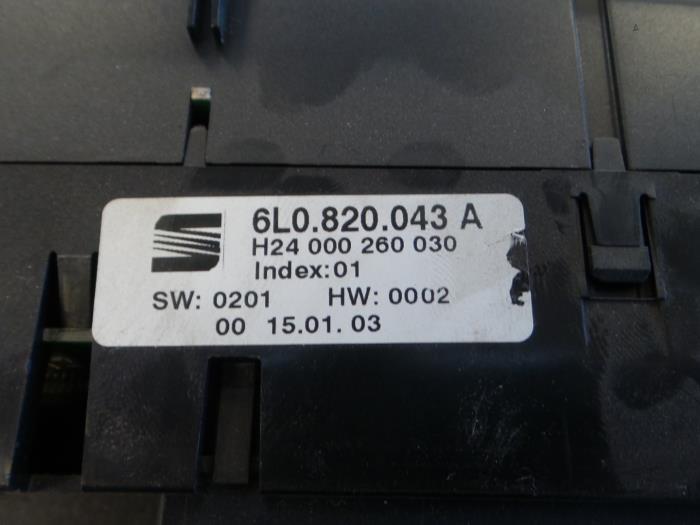 6L0.820.043 A
H24 000 260 030
Index:01
SW: 0201 HW: 0002
00 15.01.03